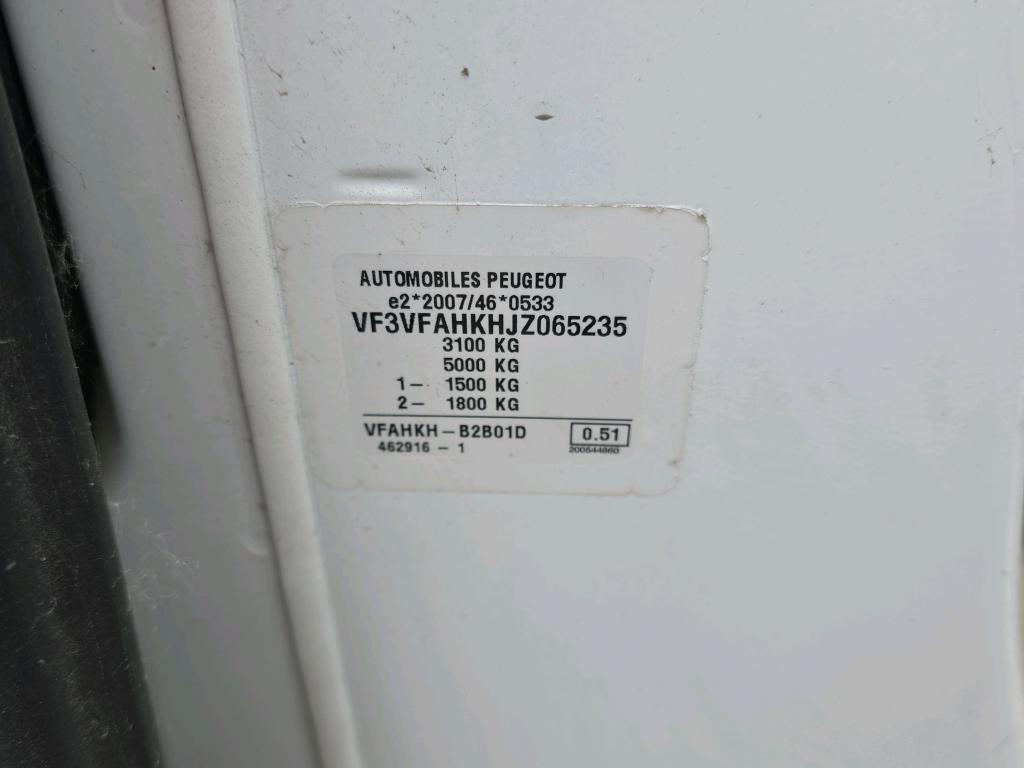 AUTOMOBILES PEUGEOT
e2*2007/46*0533
VF3VFAHKHJZ065235
3100 KG
5000 KG
1- 1500 KG
2- 1800 KG
VFAHKH-B2B01D 0.51
462916 - 1 200544860